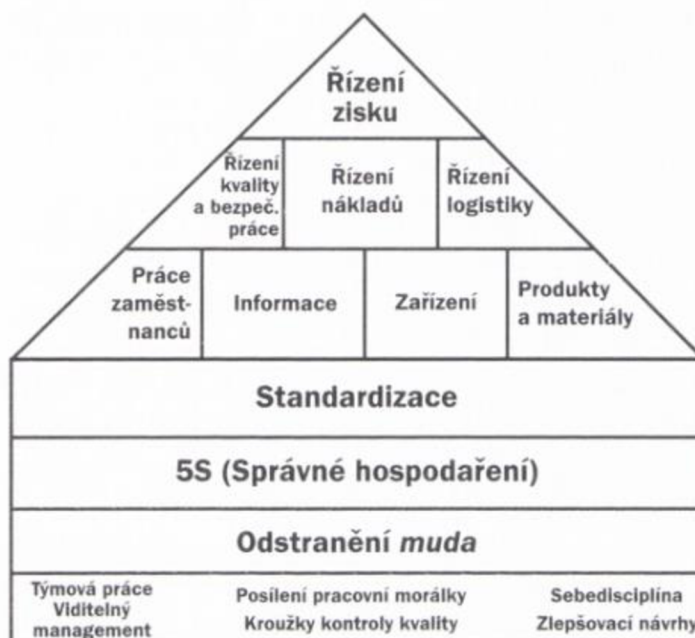 Řízení
zisku
Řízení
kvality
a bezpeč.
práce
Řízení
nákladů
Řízení
logistiky
Práce
zaměst-
nanců
Informace
Zařízení
Produkty
a materiály
Standardizace
5S (Správné hospodaření)
Odstranění muda
Týmová práce
Viditelný
management
Posílení pracovní morálky
Kroužky kontroly kvality
Sebedisciplína
Zlepšovací návrhy